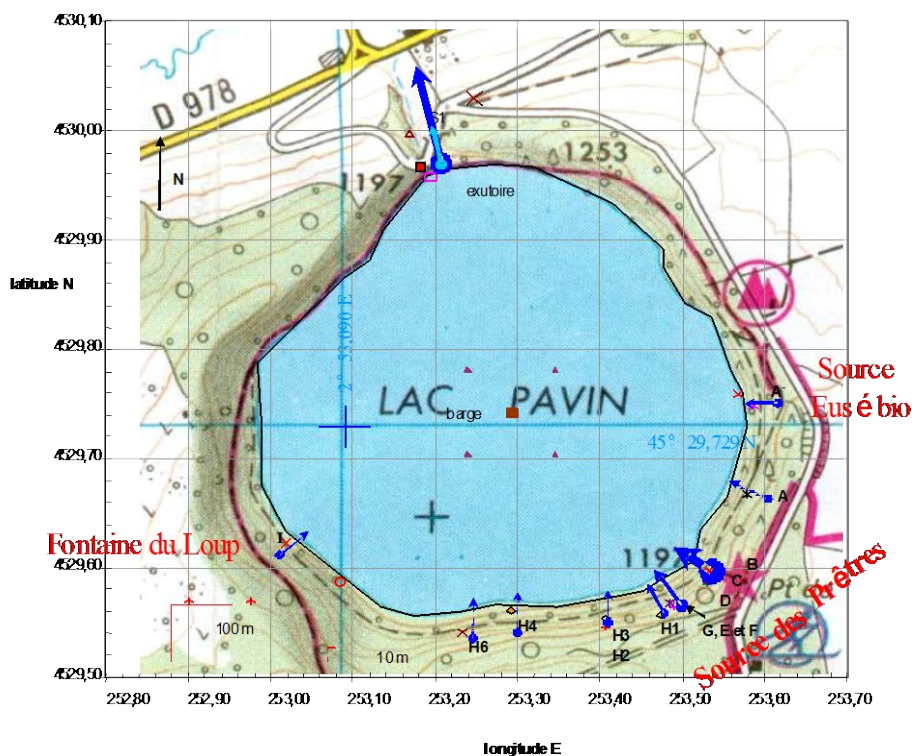 4530,10
4530,00
4529,90
4529,80
4529,70
4529,60
4529,50
latitude N
D 978
N
S1
1253
1197
exutoire
2° 53,090 E
LAC PAVIN
barge
45° 29,729 N
Source
Eusébio
A
A
Fontaine du Loup
I
119
B
C
D
G, E et F
Source des Prêtres
H1
H3
H2
H4
H6
100 m
10 m
252,80 252,90 253,00 253,10 253,20 253,30 253,40 253,50 253,60 253,70
longitude E